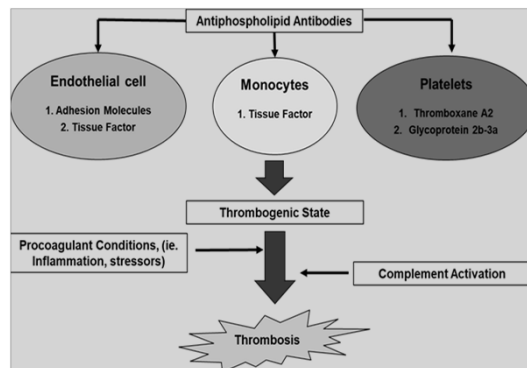 Antiphospholipid Antibodies
Endothelial cell
1. Adhesion Molecules
2. Tissue Factor
Monocytes
1. Tissue Factor
Platelets
1. Thromboxane A2
2. Glycoprotein 2b-3a
Thrombogenic State
Procoagulant Conditions, (ie.
Inflammation, stressors)
Complement Activation
Thrombosis